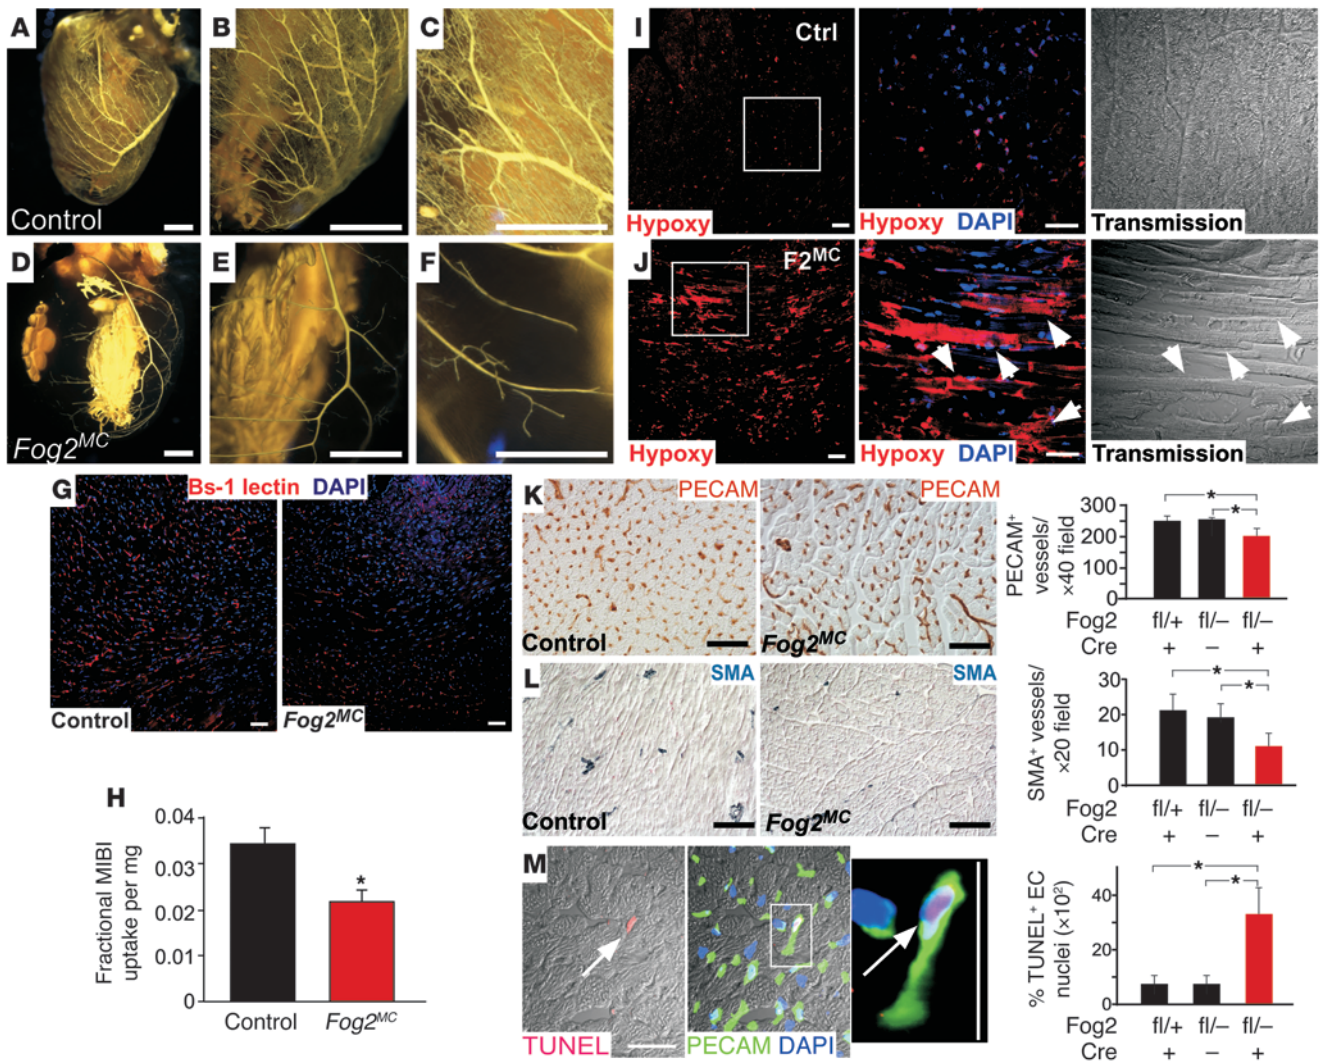 A
B
C
Control
D
E
F
Fog2MC
G
Bs-1 lectin DAPI
Control
Fog2MC
H
0.04
0.03
0.02
0.01
0
Fractional MIBI
uptake per mg
*
Control
Fog2MC
I
Ctrl
Hypoxy
Hypoxy DAPI
Transmission
J
F2MC
Hypoxy
Hypoxy DAPI
Transmission
K
PECAM
Control
PECAM
Fog2MC
PECAM+
vessels/
×40 field
300
200
100
0
*
*
Fog2 fl/+ fl/– fl/–
Cre + – +
L
SMA
Control
SMA
Fog2MC
SMA+ vessels/
×20 field
30
20
10
0
*
*
Fog2 fl/+ fl/– fl/–
Cre + – +
M
TUNEL
PECAM DAPI
% TUNEL+ EC
nuclei (×102)
40
20
0
*
*
Fog2 fl/+ fl/– fl/–
Cre + – +